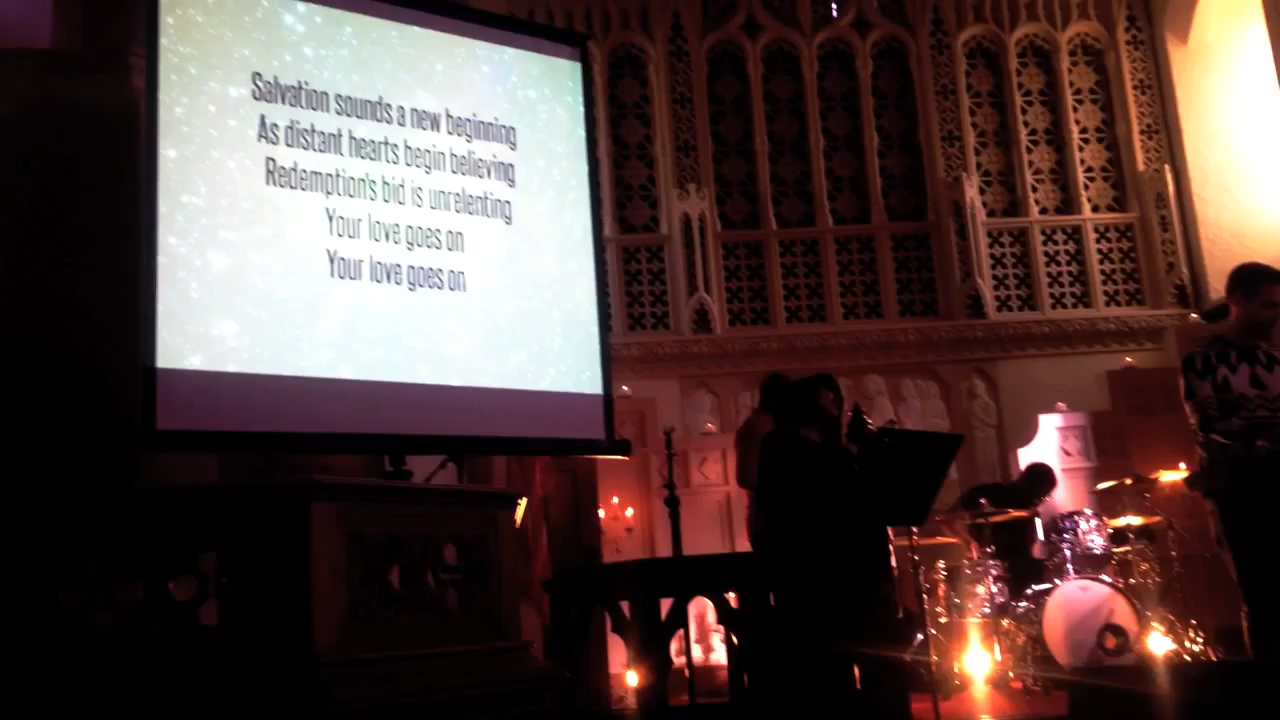 Salvation sounds a new beginning
As distant hearts begin believing
Redemption's bid is unrelenting
Your love goes on
Your love goes on